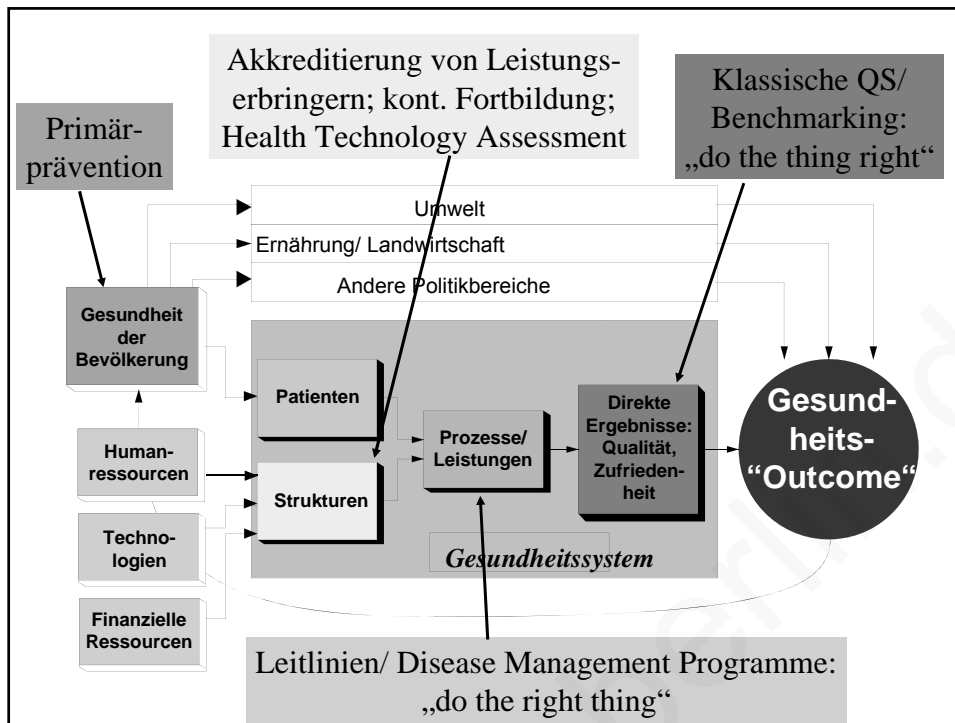 Akkreditierung von Leistungs-
erbringern; kont. Fortbildung;
Health Technology Assessment
Klassische QS/
Benchmarking:
„do the thing right“
Primär-
prävention
Umwelt
Ernährung/ Landwirtschaft
Andere Politikbereiche
Gesundheit
der
Bevölkerung
Patienten
Prozesse/
Leistungen
Direkte
Ergebnisse:
Qualität,
Zufrieden-
heit
Gesund-
heits-
“Outcome“
Human-
ressourcen
Strukturen
Techno-
logien
Gesundheitssystem
Finanzielle
Ressourcen
Leitlinien/ Disease Management Programme:
„do the right thing“